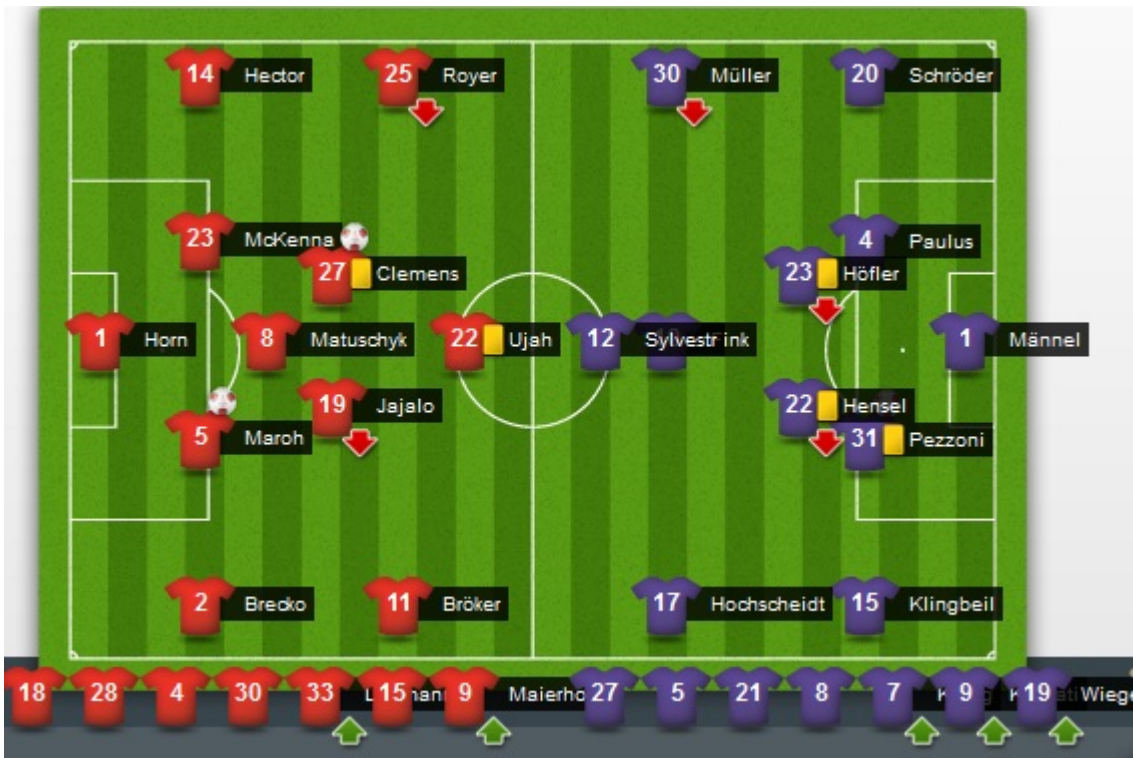 14 Hector
25 Royer
30 Müller
20 Schröder
23 McKenna
4 Paulus
27 Clemens
23 Höfler
1 Horn
8 Matuschyk
22 Ujah
12 Sylvestr
ink
1 Männel
19 Jajalo
22 Hensel
5 Maroh
31 Pezzoni
2 Brecko
11 Bröker
17 Hochscheidt
15 Klingbeil
18 28 4 30 33 15 9 Maierho 27 5 21 8 7 9 19 Wiege